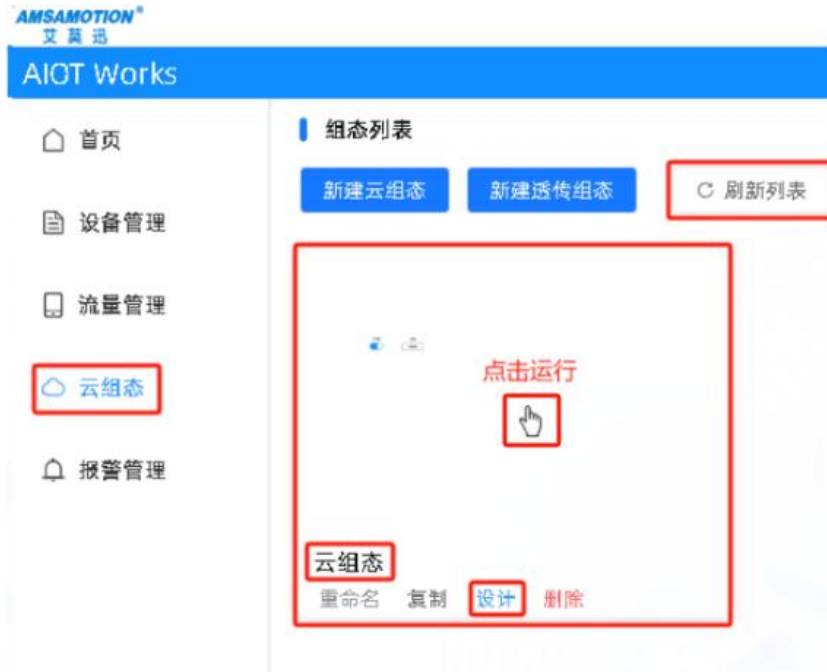 AMSAMOTION®
艾莫迅
AIOT Works
首页
设备管理
流量管理
云组态
报警管理
组态列表
新建云组态 新建透传组态 刷新列表
点击运行
云组态
重命名 复制 设计 删除